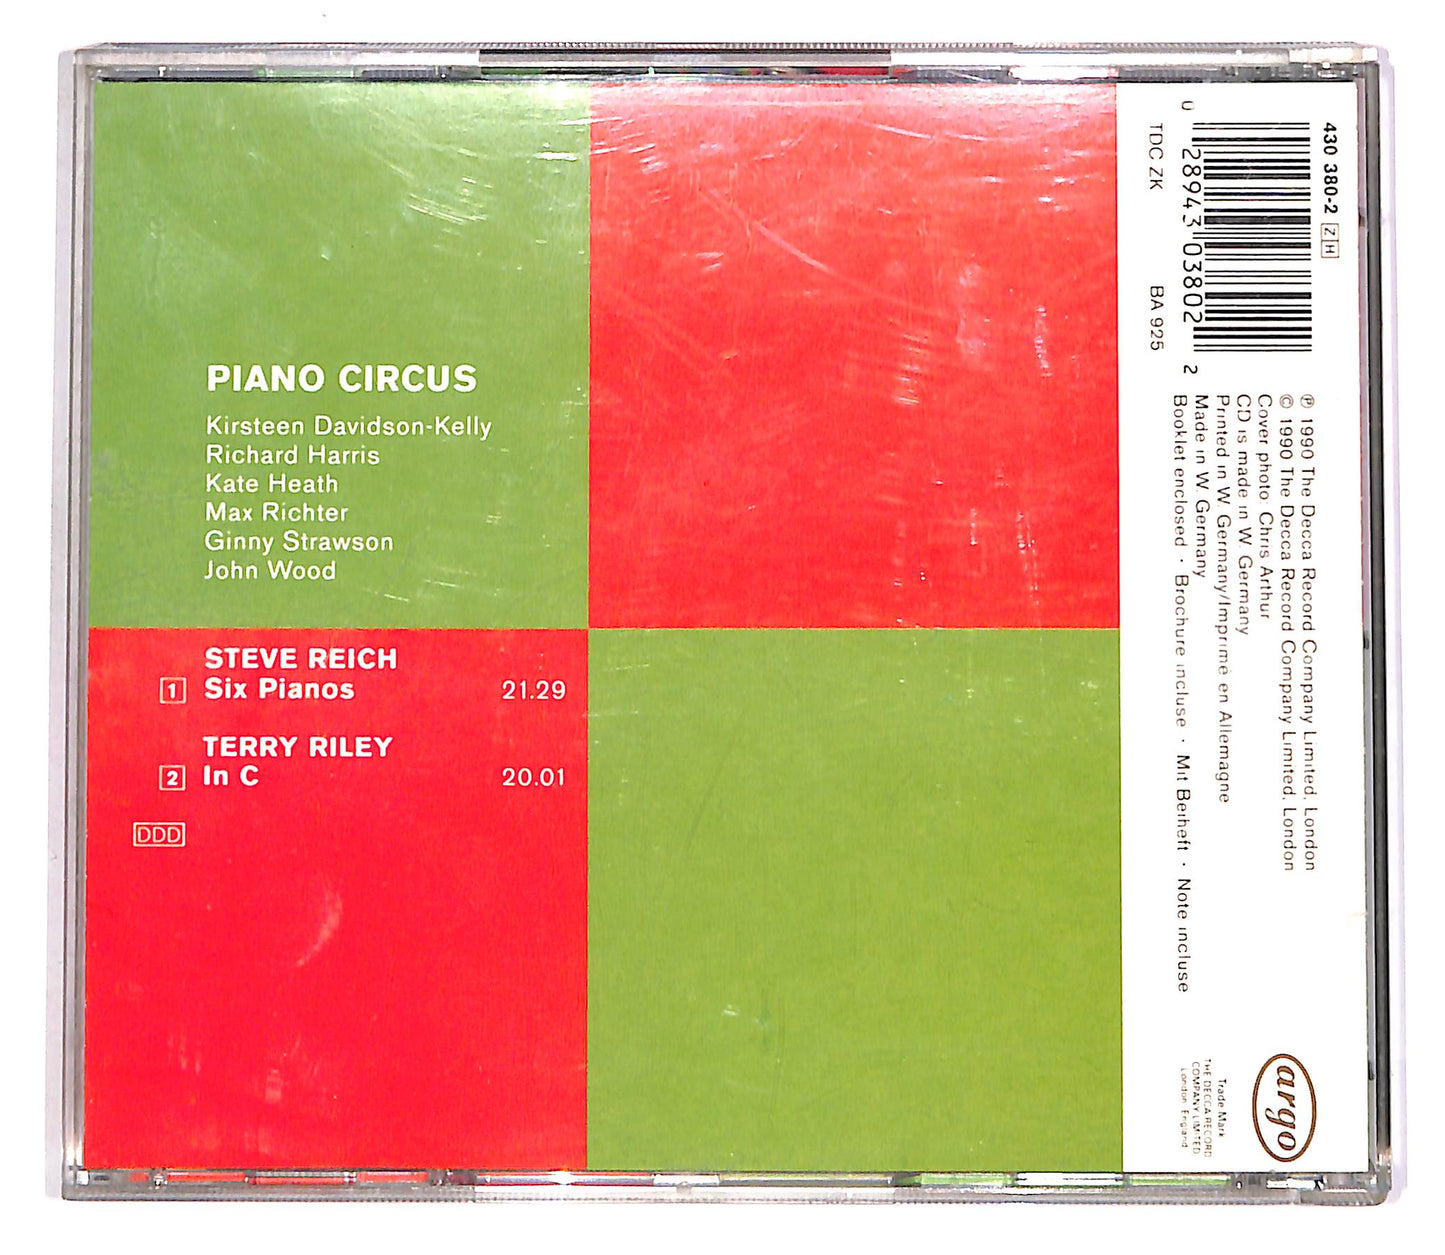 PIANO CIRCUS
Kirsteen Davidson-Kelly
Richard Harris
Kate Heath
Max Richter
Ginny Strawson
John Wood
STEVE REICH
1 Six Pianos 21.29
TERRY RILEY
2 In C 20.01
DDD
430 380-2 ZH
0 28943 03802 2
TDC ZK BA 925
℗ 1990 The Decca Record Company Limited, London
© 1990 The Decca Record Company Limited, London
Cover photo: Chris Arthur
CD is made in W. Germany
Printed in W. Germany/Imprimé en Allemagne
Made in W. Germany
Booklet enclosed · Brochure incluse · Mit Beiheft · Note incluse
argo
Trade Mark
THE DECCA RECORD
COMPANY LIMITED
London, England